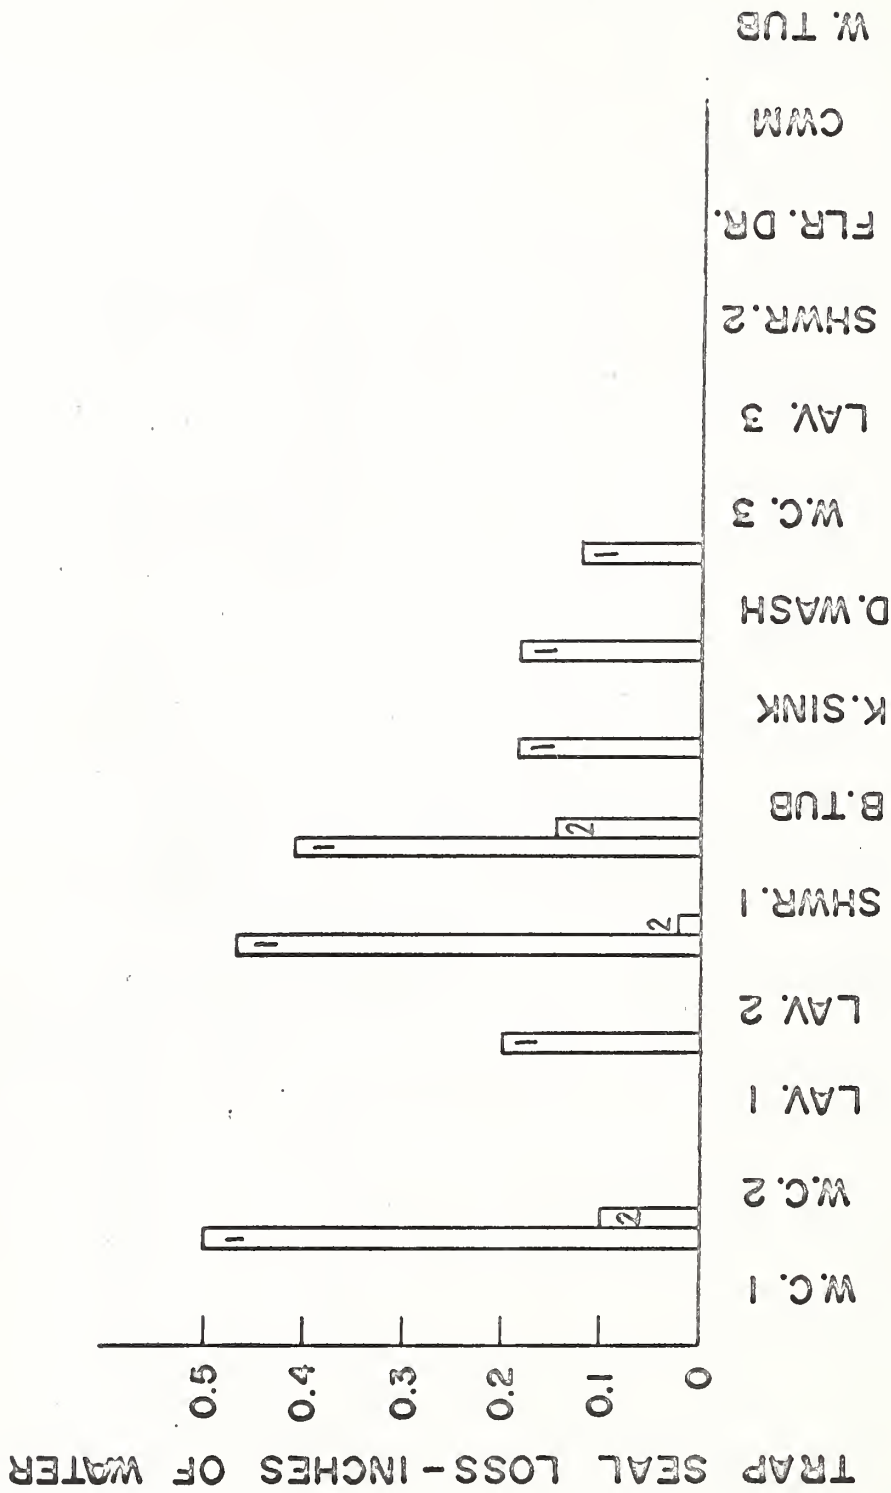 TRAP SEAL LOSS - INCHES OF WATER
0.5
0.4
0.3
0.2
0.1
0
W.C. 1
W.C. 2
LAV. 1
LAV. 2
SHWR. 1
B.TUB
K.SINK
D.WASH
W.C. 3
LAV. 3
SHWR. 2
FLR. DR.
CWM
W. TUB
1
2
1
1
2
1
2
1
1
1